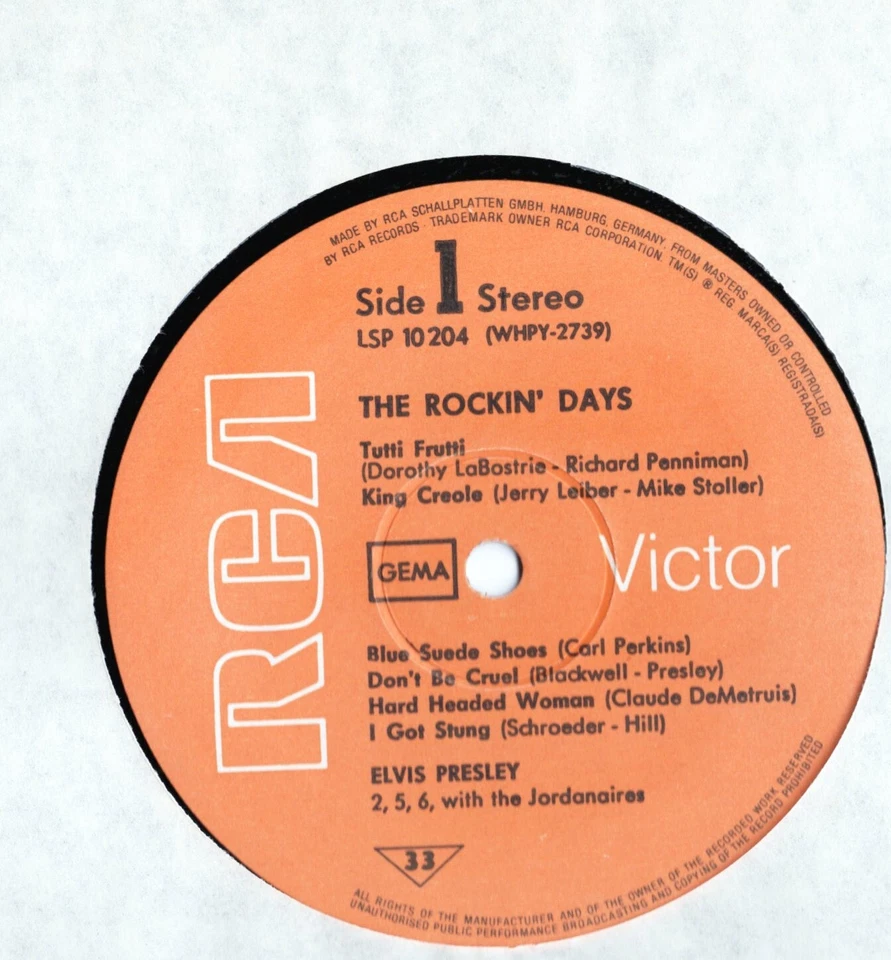 MADE BY RCA SCHALLPLATTEN GMBH, HAMBURG, GERMANY, FROM MASTERS OWNED OR CONTROLLED
BY RCA RECORDS · TRADEMARK OWNER RCA CORPORATION. TM(S) ® REG. MARCA(S) REGISTRADA(S)
Side 1 Stereo
LSP 10204 (WHPY-2739)
THE ROCKIN' DAYS
Tutti Frutti
(Dorothy LaBostrie - Richard Penniman)
King Creole (Jerry Leiber - Mike Stoller)
RCA
GEMA
Victor
Blue Suede Shoes (Carl Perkins)
Don't Be Cruel (Blackwell - Presley)
Hard Headed Woman (Claude DeMetruis)
I Got Stung (Schroeder - Hill)
ELVIS PRESLEY
2, 5, 6, with the Jordanaires
33
ALL RIGHTS OF THE MANUFACTURER AND OF THE OWNER OF THE RECORDED WORK RESERVED
UNAUTHORISED PUBLIC PERFORMANCE BROADCASTING AND COPYING OF THE RECORD PROHIBITED